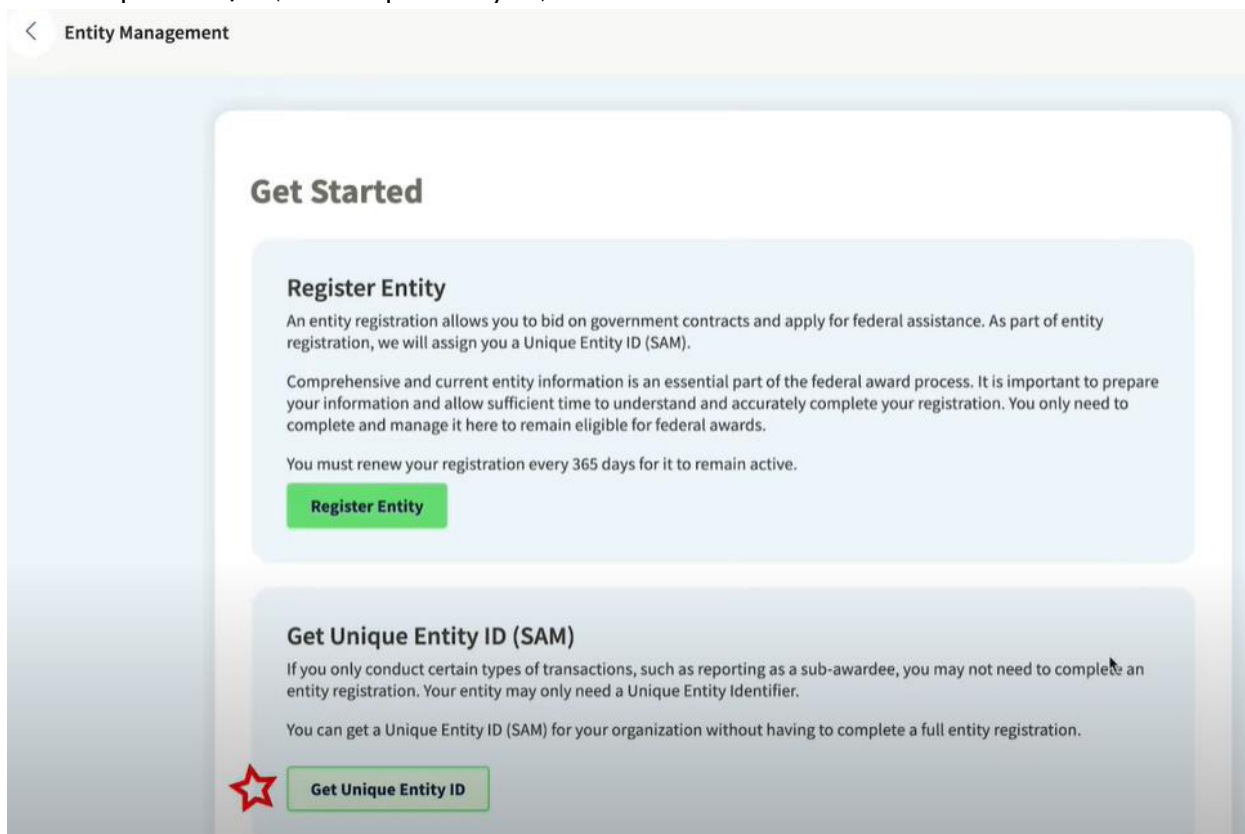 Entity Management
Get Started
Register Entity
An entity registration allows you to bid on government contracts and apply for federal assistance. As part of entity
registration, we will assign you a Unique Entity ID (SAM).
Comprehensive and current entity information is an essential part of the federal award process. It is important to prepare
your information and allow sufficient time to understand and accurately complete your registration. You only need to
complete and manage it here to remain eligible for federal awards.
You must renew your registration every 365 days for it to remain active.
Register Entity
Get Unique Entity ID (SAM)
If you only conduct certain types of transactions, such as reporting as a sub-awardee, you may not need to complete an
entity registration. Your entity may only need a Unique Entity Identifier.
You can get a Unique Entity ID (SAM) for your organization without having to complete a full entity registration.
Get Unique Entity ID